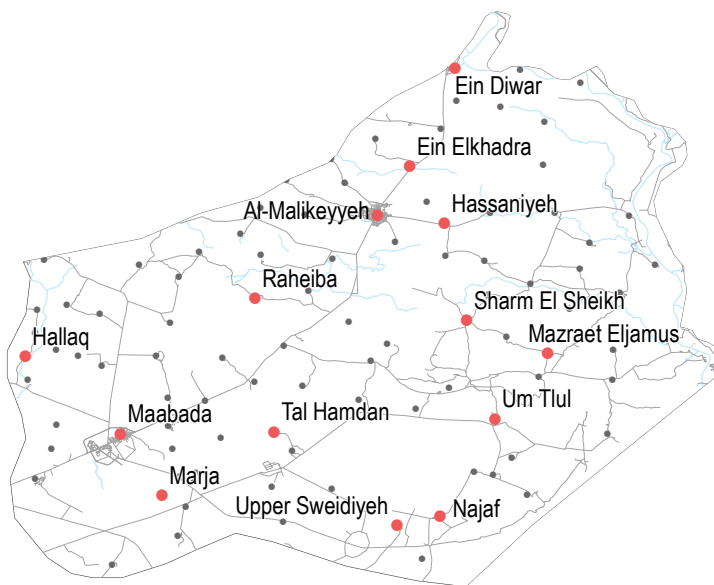 Ein Diwar
Ein Elkhadra
Al-Malikeyyeh
Hassaniyeh
Raheiba
Sharm El Sheikh
Hallaq
Mazraet Eljamus
Maabada
Tal Hamdan
Um Tlul
Marja
Upper Sweidiyeh
Najaf